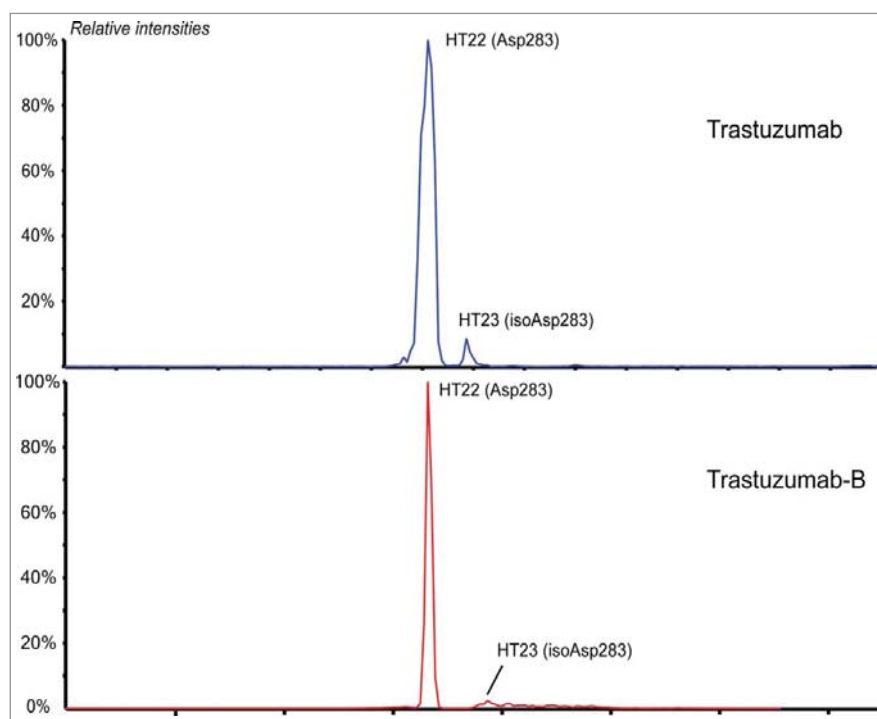 Relative intensities
100%
HT22 (Asp283)
80%
Trastuzumab
60%
40%
20%
HT23 (isoAsp283)
100%
HT22 (Asp283)
80%
Trastuzumab-B
60%
40%
20%
HT23 (isoAsp283)
0%